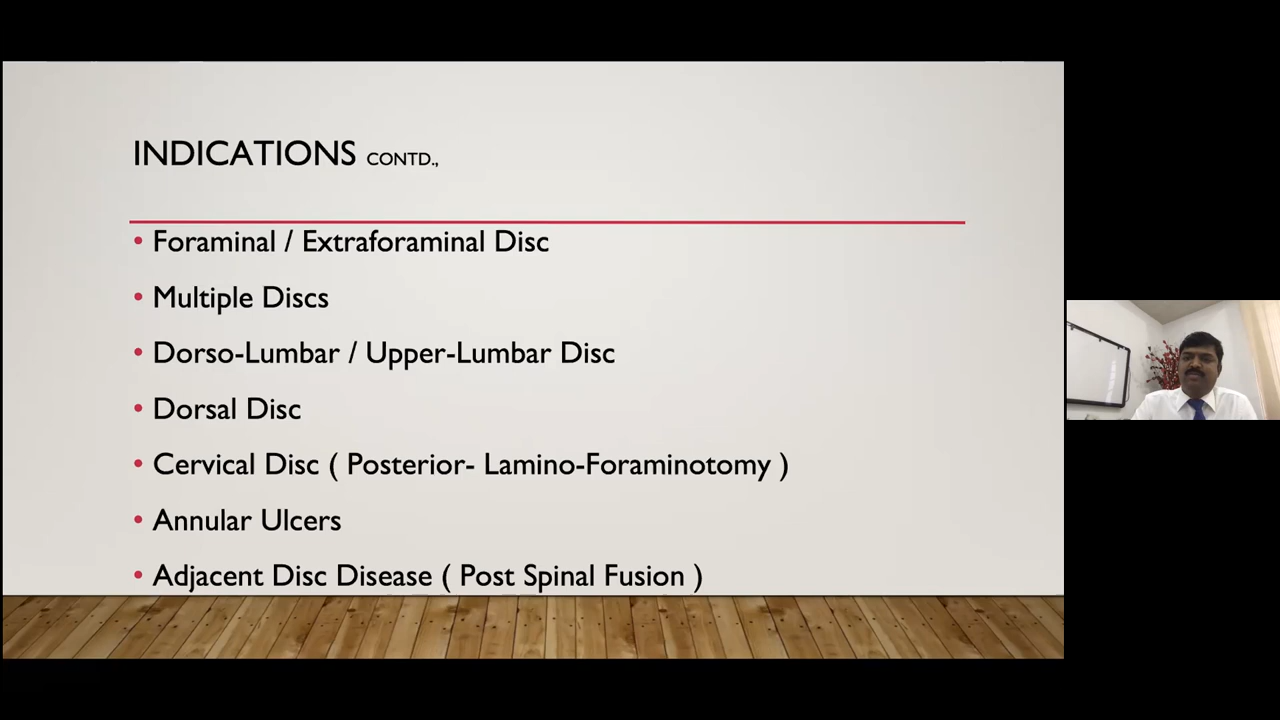 INDICATIONS CONTD.,
• Foraminal / Extraforaminal Disc
• Multiple Discs
• Dorso-Lumbar / Upper-Lumbar Disc
• Dorsal Disc
• Cervical Disc ( Posterior- Lamino-Foraminotomy )
• Annular Ulcers
• Adjacent Disc Disease ( Post Spinal Fusion )